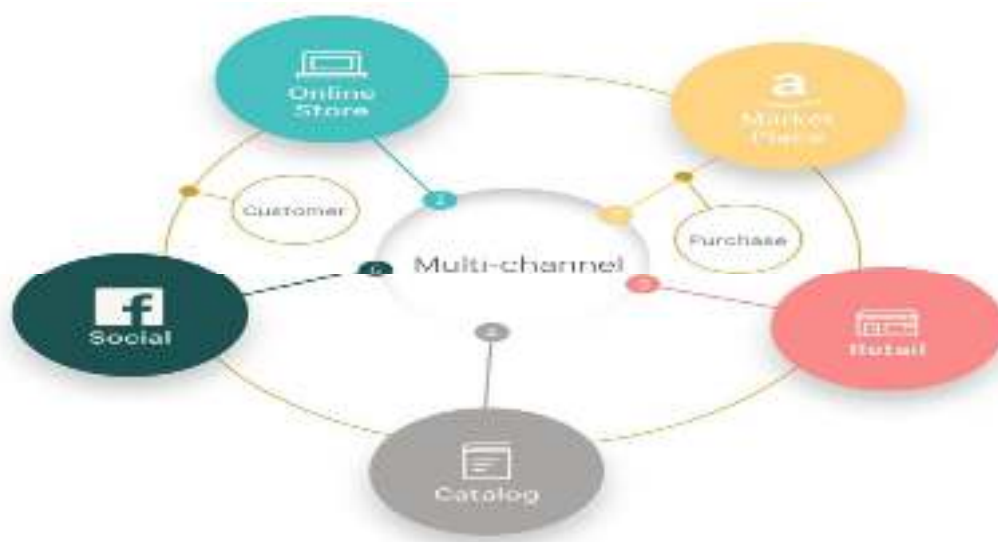 Online
Store
a
Market
Place
Customer
Purchase
Multi-channel
f
Social
Retail
Catalog